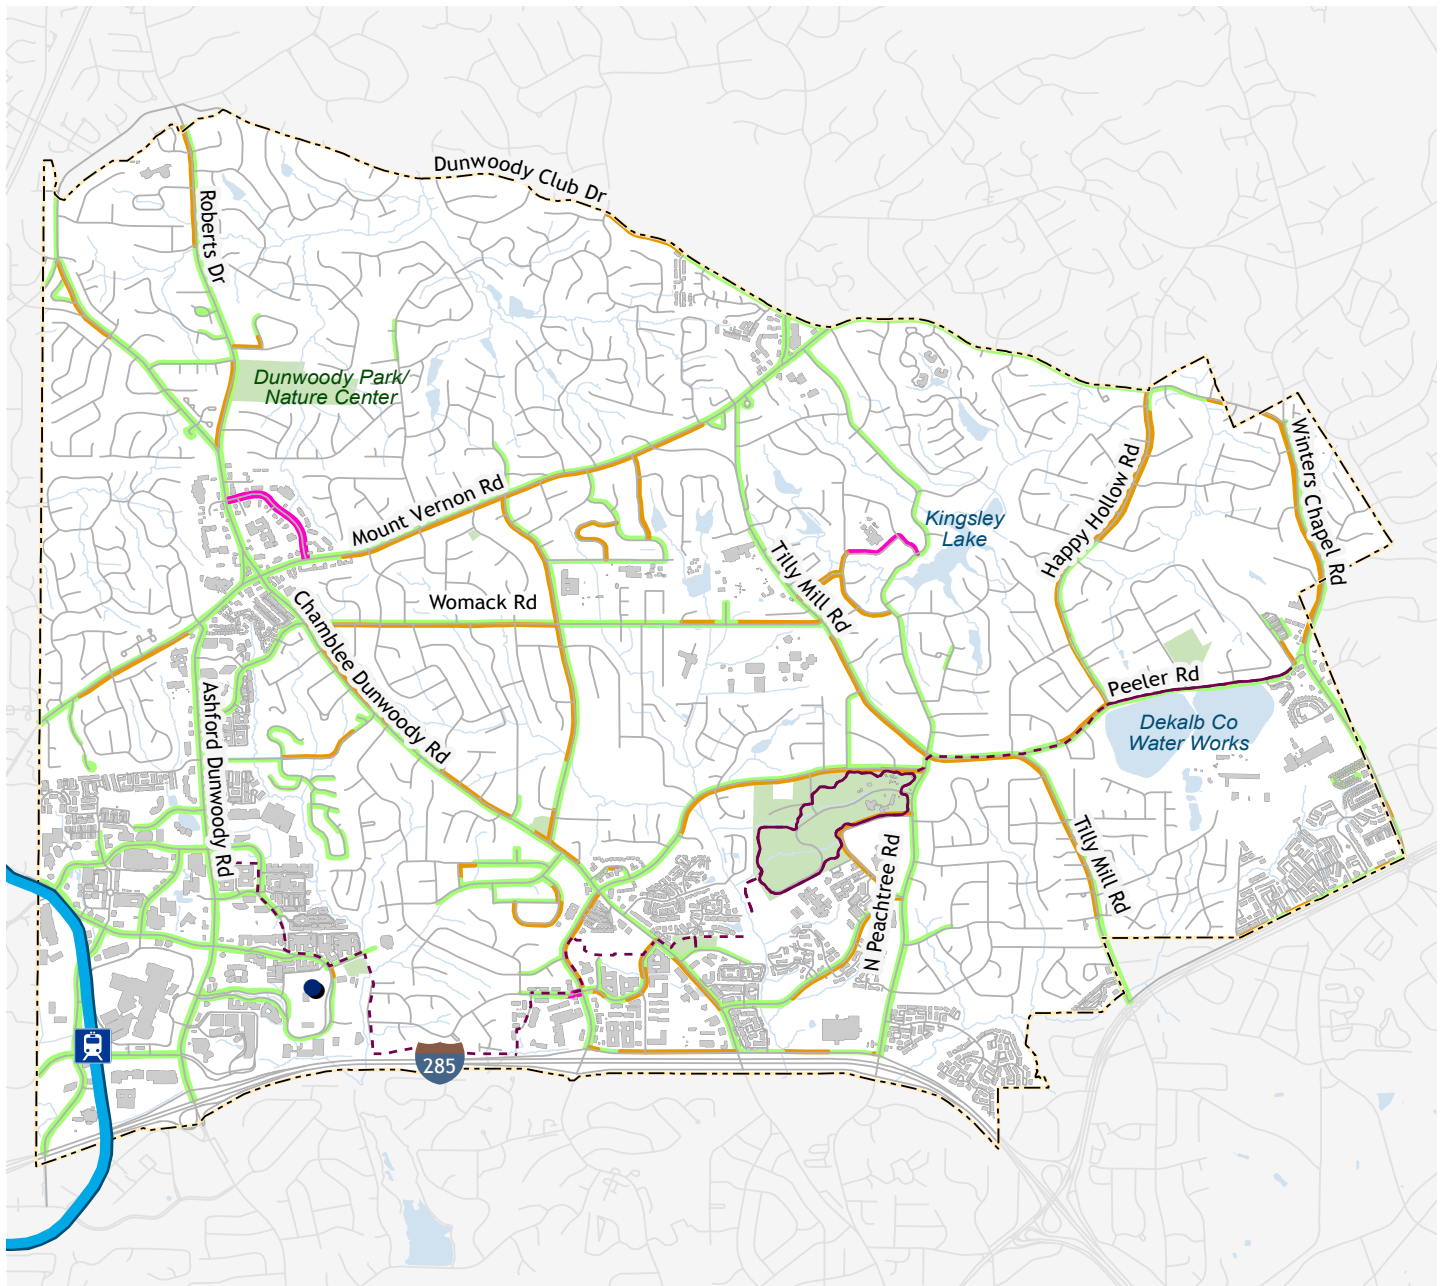 Dunwoody Club Dr
Roberts Dr
Dunwoody Park/
Nature Center
Mount Vernon Rd
Winters Chapel Rd
Happy Hollow Rd
Kingsley
Lake
Tilly Mill Rd
Womack Rd
Chamblee Dunwoody Rd
Peeler Rd
Ashford Dunwoody Rd
Dekalb Co
Water Works
Tilly Mill Rd
N Peachtree Rd
285